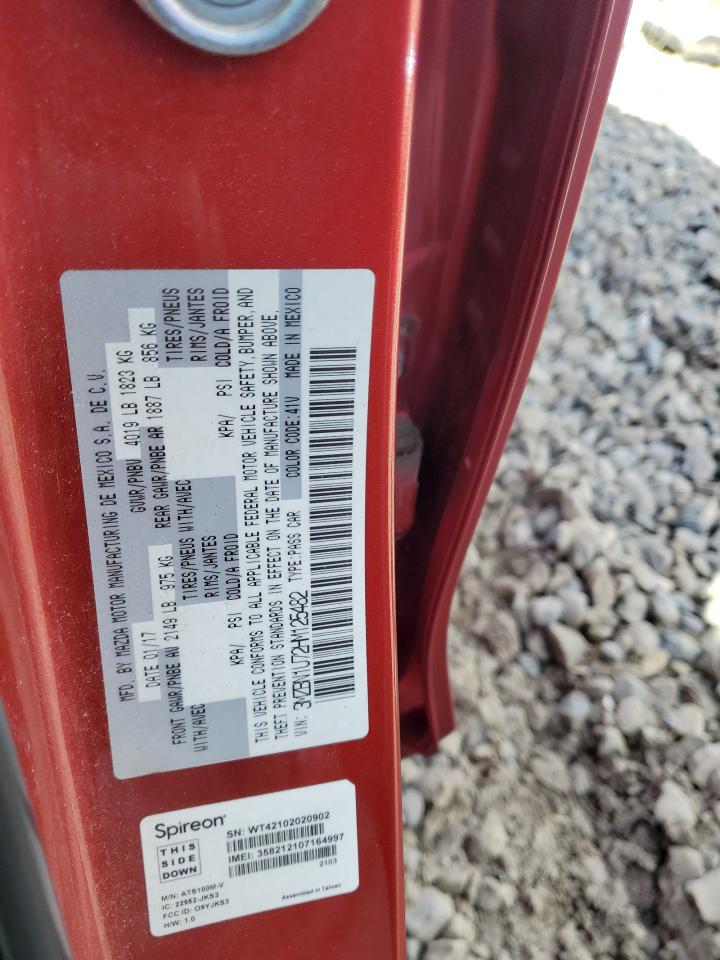 MFD. BY MAZDA MOTOR MANUFACTURING DE MEXICO S.A. DE C.V.
DATE 01/17 GVWR/PNBV 4019 LB 1823 KG
FRONT GAWR/PNBE AV 2149 LB 975 KG REAR GAWR/PNBE AR 1887 LB 856 KG
WITH/AVEC TIRES/PNEUS WITH/AVEC TIRES/PNEUS
RIMS/JANTES RIMS/JANTES
KPA/ PSI COLD/A FROID KPA/ PSI COLD/A FROID
THIS VEHICLE CONFORMS TO ALL APPLICABLE FEDERAL MOTOR VEHICLE SAFETY, BUMPER, AND
THEFT PREVENTION STANDARDS IN EFFECT ON THE DATE OF MANUFACTURE SHOWN ABOVE.
VIN: 3MZBN1U72HM125482 TYPE:PASS CAR COLOR CODE:41V MADE IN MEXICO
Spireon
THIS
SIDE
DOWN
SN: WT42102020902
IMEI: 358212107164997
2103
M/N: ATS100M-V
IC: 22952-JKS3
FCC ID: O9YJKS3
H/W: 1.0
Assembled in Taiwan